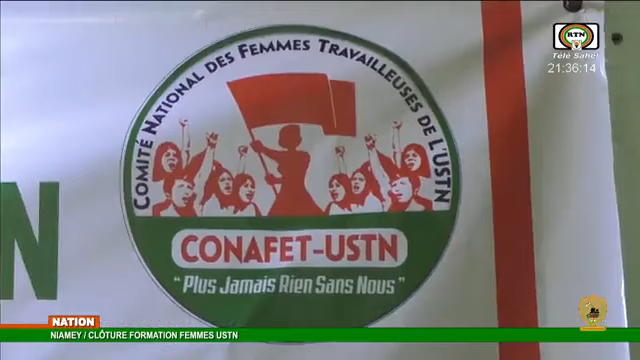 RTN
Télé Sahel
21:36:14
COMITÉ NATIONAL DES FEMMES TRAVAILLEUSES DE L'USTN
N
CONAFET-USTN
"PLUS JAMAIS RIEN SANS NOUS"
NATION
NIAMEY / CLÔTURE FORMATION FEMMES USTN